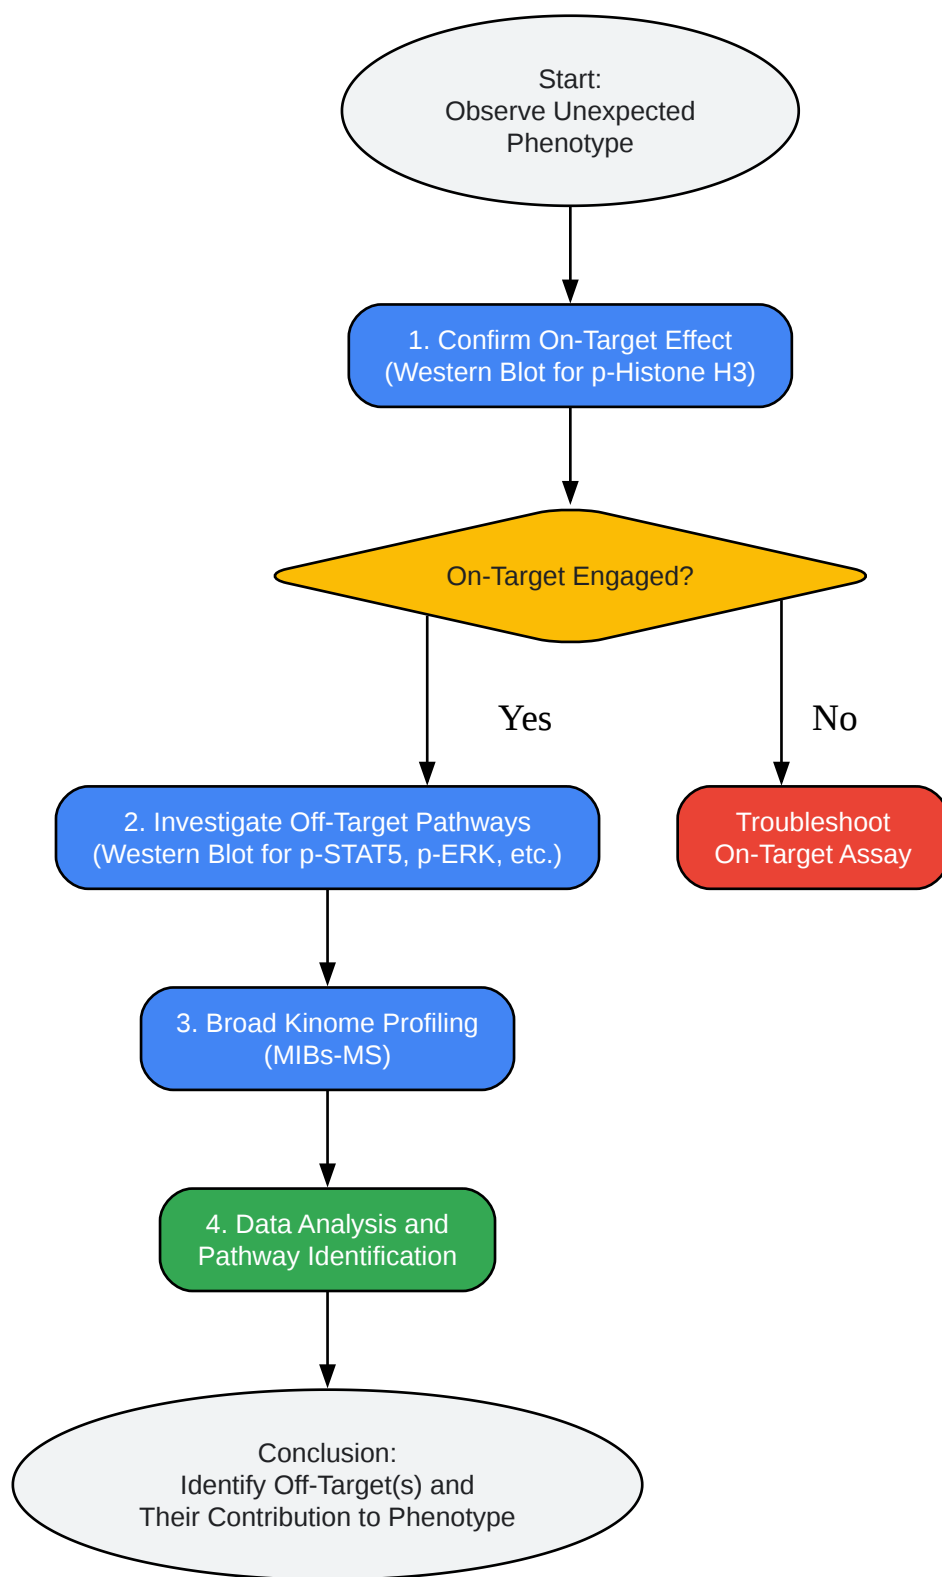 Start:
Observe Unexpected
Phenotype
1. Confirm On-Target Effect
(Western Blot for p-Histone H3)
On-Target Engaged?
Yes
No
2. Investigate Off-Target Pathways
(Western Blot for p-STAT5, p-ERK, etc.)
Troubleshoot
On-Target Assay
3. Broad Kinome Profiling
(MIBs-MS)
4. Data Analysis and
Pathway Identification
Conclusion:
Identify Off-Target(s) and
Their Contribution to Phenotype